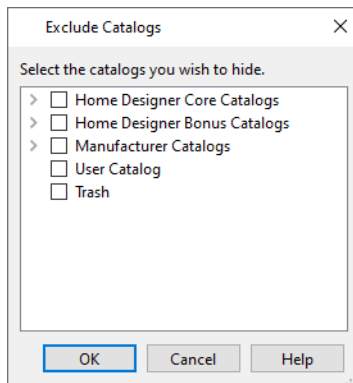 Exclude Catalogs
Select the catalogs you wish to hide.
Home Designer Core Catalogs
Home Designer Bonus Catalogs
Manufacturer Catalogs
User Catalog
Trash
OK Cancel Help